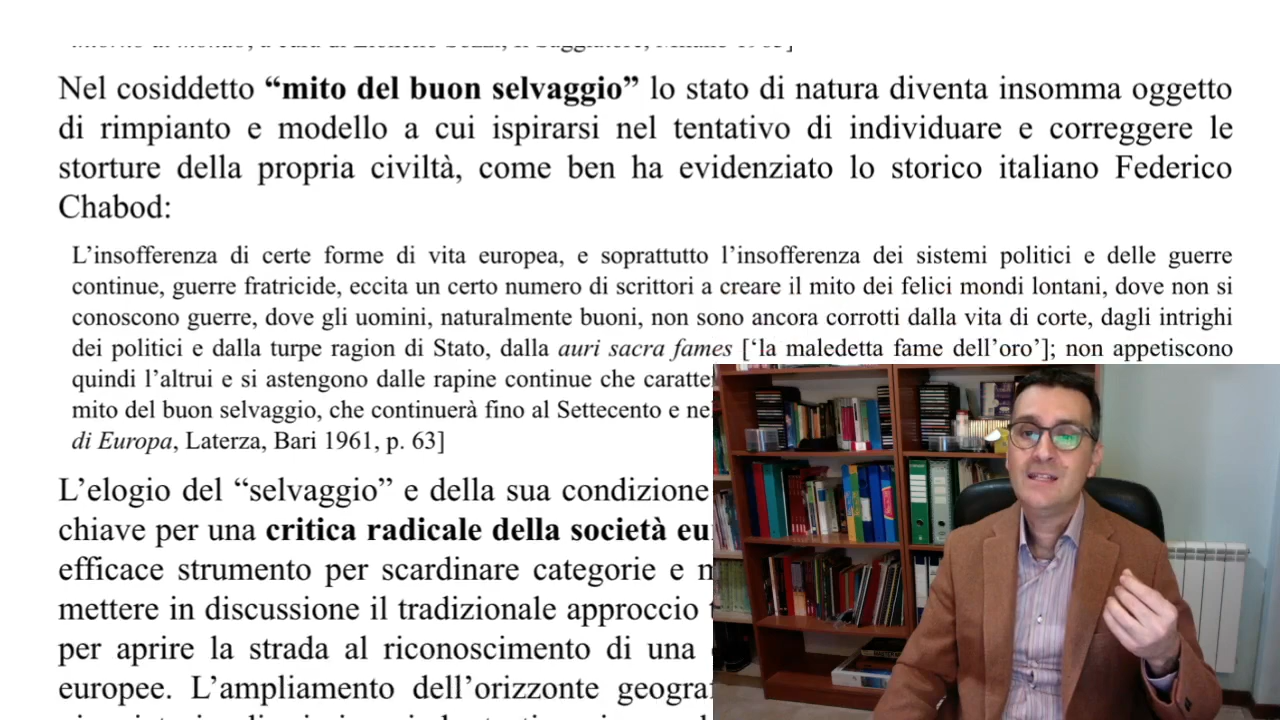 Nel cosiddetto “mito del buon selvaggio” lo stato di natura diventa insomma oggetto
di rimpianto e modello a cui ispirarsi nel tentativo di individuare e correggere le
storture della propria civiltà, come ben ha evidenziato lo storico italiano Federico
Chabod:
L’insofferenza di certe forme di vita europea, e soprattutto l’insofferenza dei sistemi politici e delle guerre
continue, guerre fratricide, eccita un certo numero di scrittori a creare il mito dei felici mondi lontani, dove non si
conoscono guerre, dove gli uomini, naturalmente buoni, non sono ancora corrotti dalla vita di corte, dagli intrighi
dei politici e dalla turpe ragion di Stato, dalla auri sacra fames [‘la maledetta fame dell’oro’]; non appetiscono
quindi l’altrui e si astengono dalle rapine continue che caratter
mito del buon selvaggio, che continuerà fino al Settecento e ne
di Europa, Laterza, Bari 1961, p. 63]
L’elogio del “selvaggio” e della sua condizione
chiave per una critica radicale della società eu
efficace strumento per scardinare categorie e m
mettere in discussione il tradizionale approccio
per aprire la strada al riconoscimento di una
europee. L’ampliamento dell’orizzonte geograf